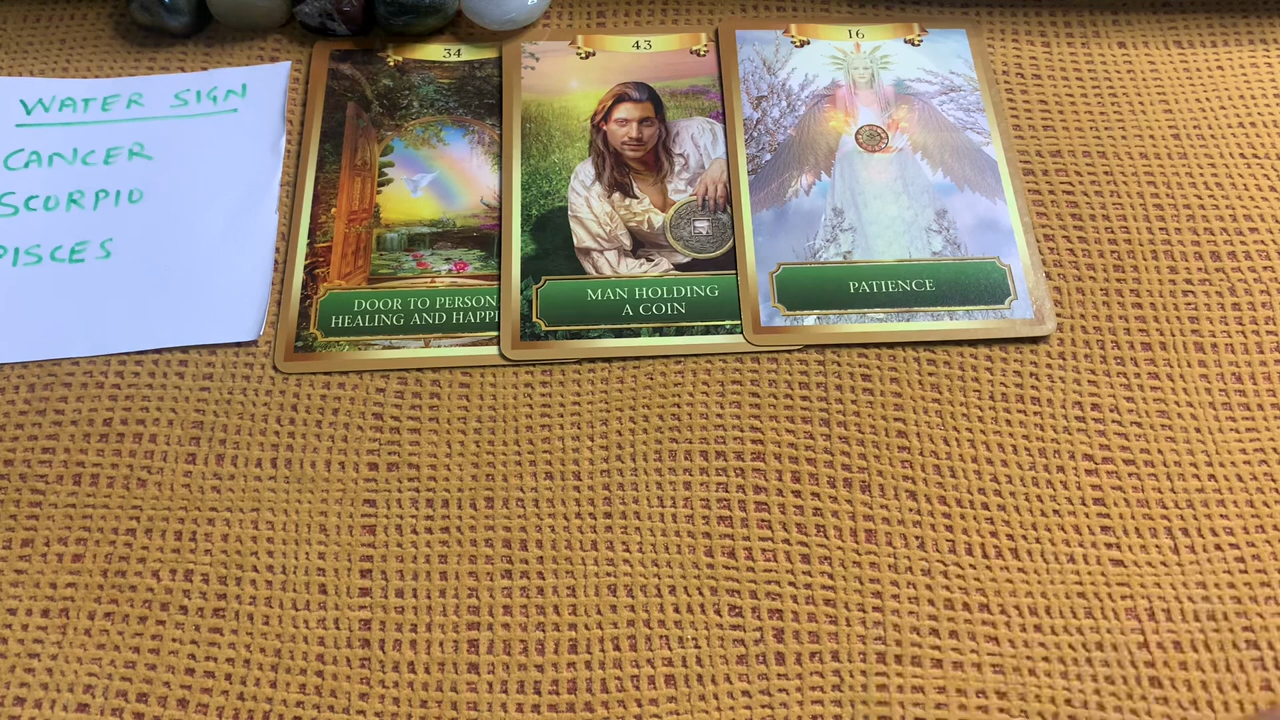 WATER SIGN
CANCER
SCORPIO
PISCES
34
DOOR TO PERSON
HEALING AND HAPPI
43
MAN HOLDING
A COIN
16
PATIENCE